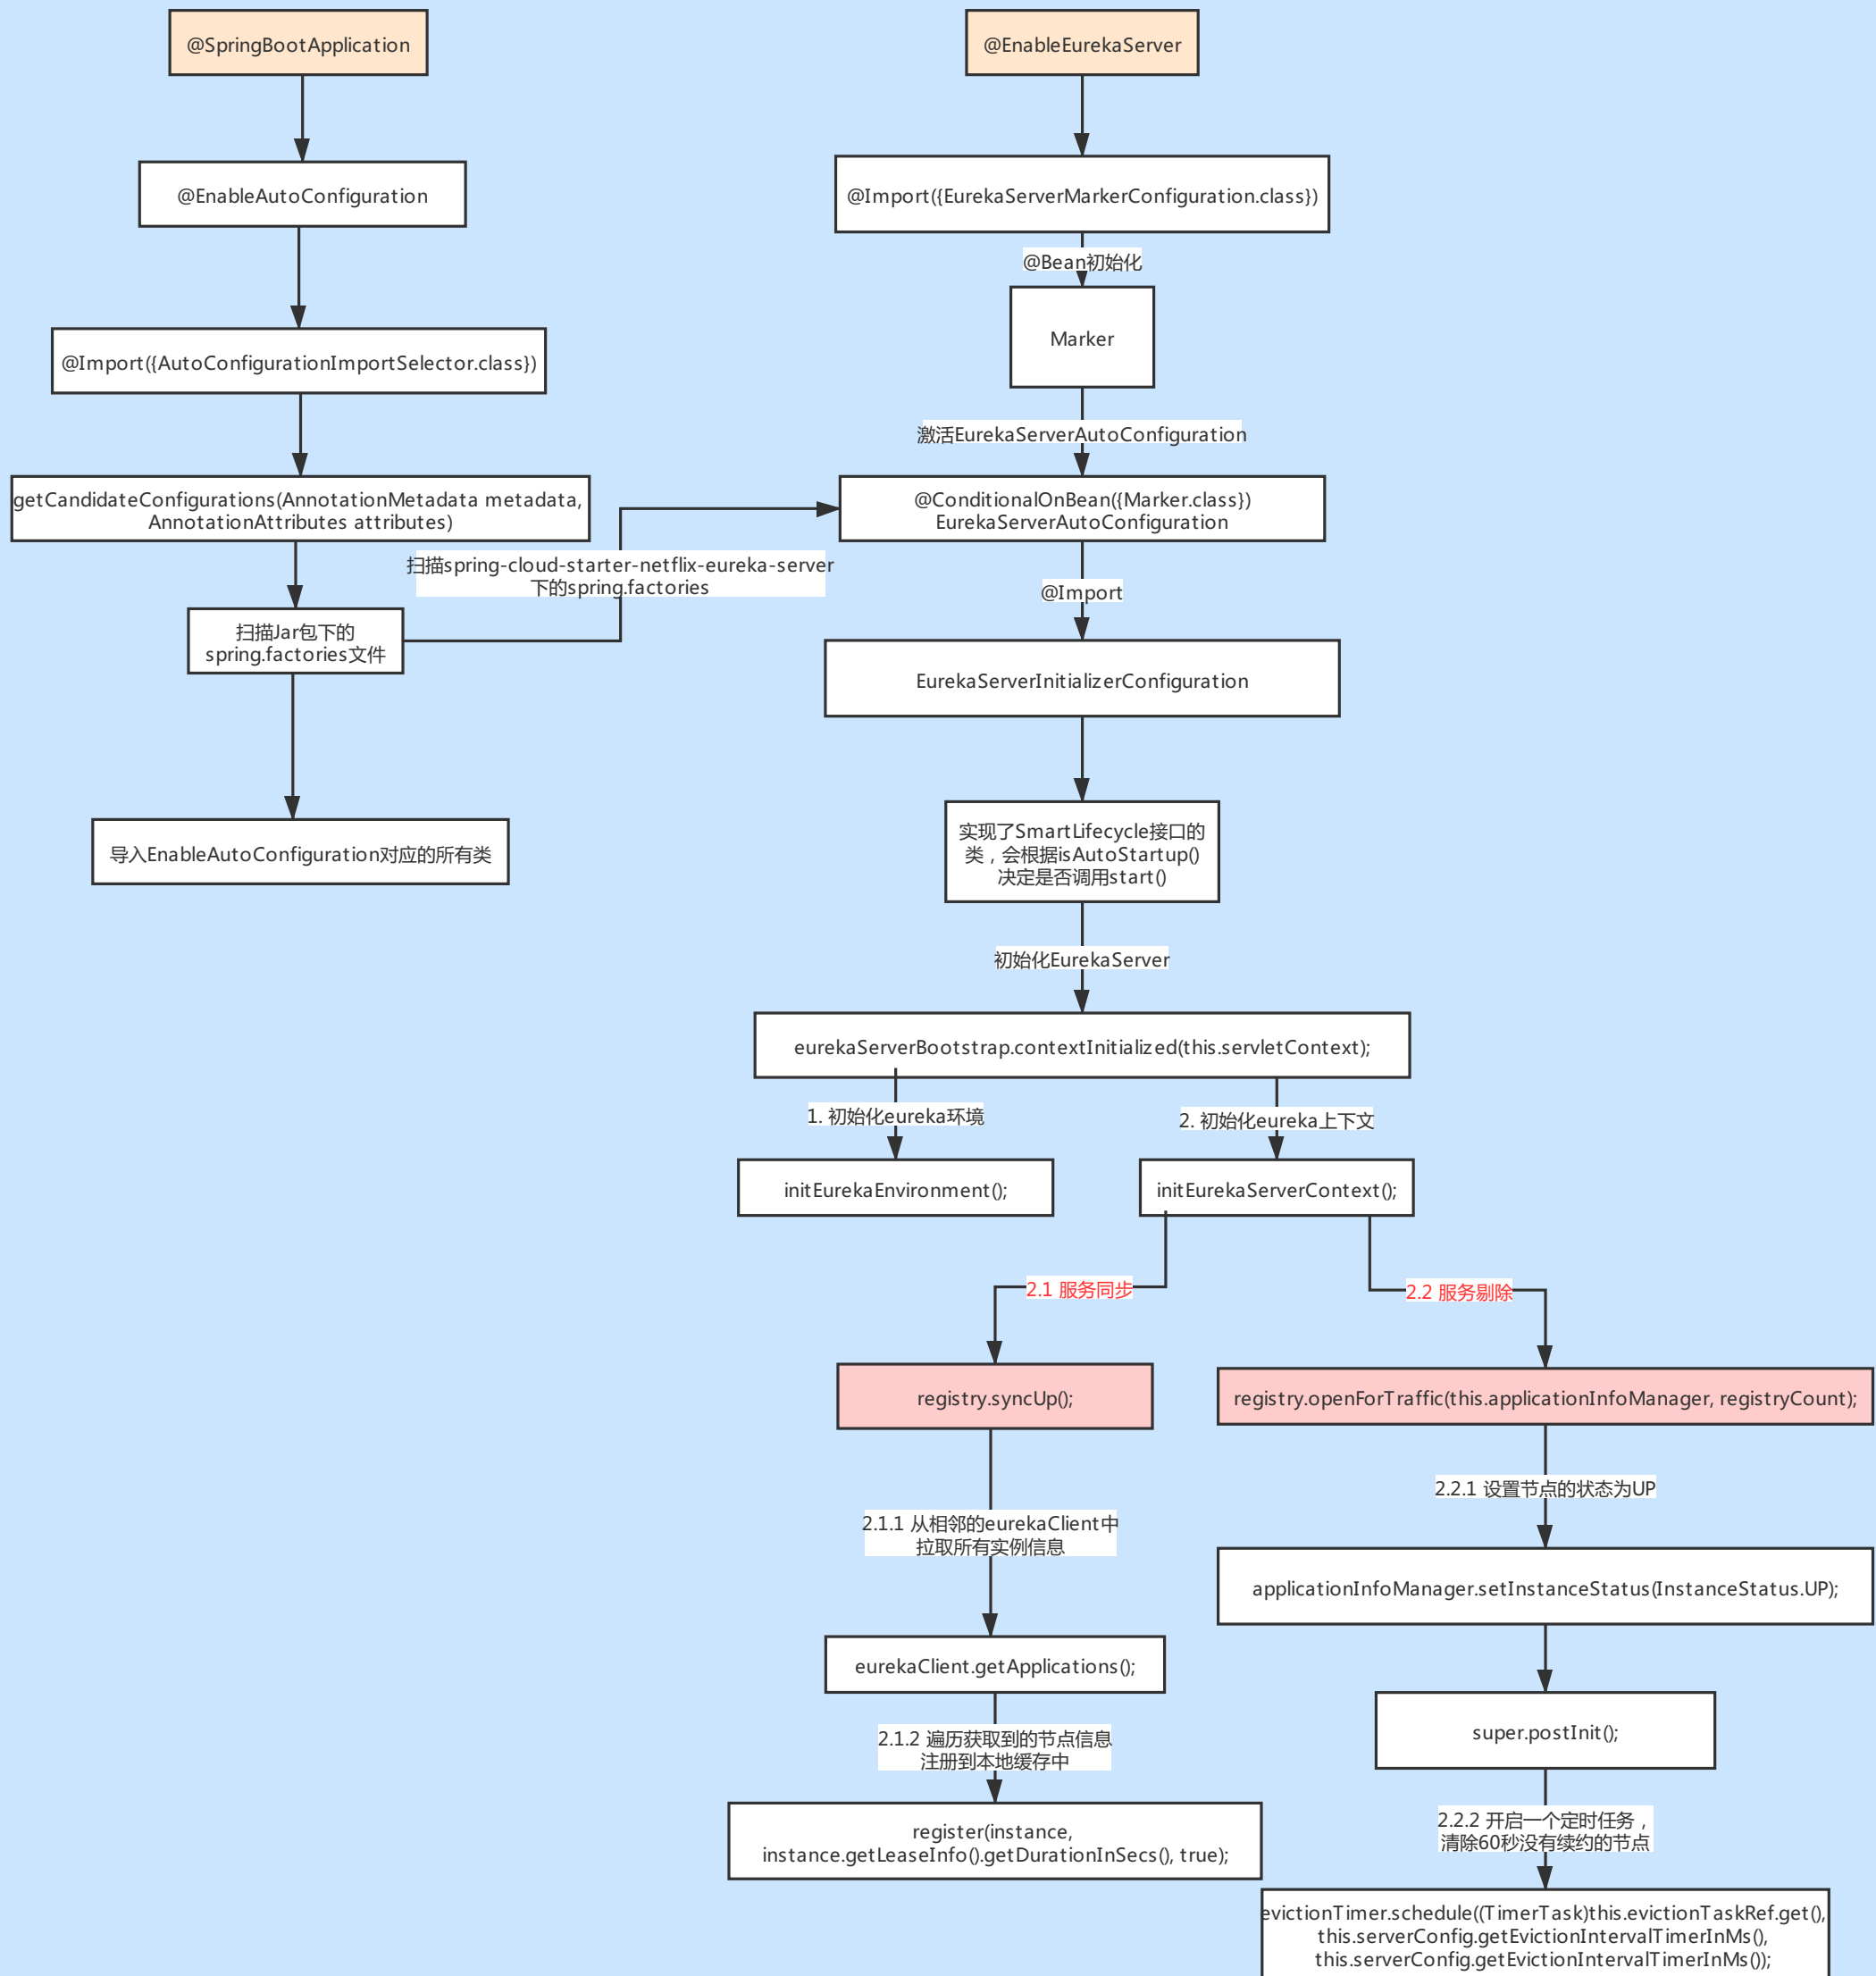 @SpringBootApplication
@EnableAutoConfiguration
@Import({AutoConfigurationImportSelector.class})
getCandidateConfigurations(AnnotationMetadata metadata,
AnnotationAttributes attributes)
扫描Jar包下的
spring.factories文件
扫描spring-cloud-starter-netflix-eureka-server
下的spring.factories
导入EnableAutoConfiguration对应的所有类
@EnableEurekaServer
@Import({EurekaServerMarkerConfiguration.class})
@Bean初始化
Marker
激活EurekaServerAutoConfiguration
@ConditionalOnBean({Marker.class})
EurekaServerAutoConfiguration
@Import
EurekaServerInitializerConfiguration
实现了SmartLifecycle接口的
类，会根据isAutoStartup()
决定是否调用start()
初始化EurekaServer
eurekaServerBootstrap.contextInitialized(this.servletContext);
1. 初始化eureka环境
initEurekaEnvironment();
2. 初始化eureka上下文
initEurekaServerContext();
2.1 服务同步
registry.syncUp();
2.1.1 从相邻的eurekaClient中
拉取所有实例信息
eurekaClient.getApplications();
2.1.2 遍历获取到的节点信息
注册到本地缓存中
register(instance,
instance.getLeaseInfo().getDurationInSecs(), true);
2.2 服务剔除
registry.openForTraffic(this.applicationInfoManager, registryCount);
2.2.1 设置节点的状态为UP
applicationInfoManager.setInstanceStatus(InstanceStatus.UP);
super.postInit();
2.2.2 开启一个定时任务，
清除60秒没有续约的节点
evictionTimer.schedule((TimerTask)this.evictionTaskRef.get(),
this.serverConfig.getEvictionIntervalTimerInMs(),
this.serverConfig.getEvictionIntervalTimerInMs());